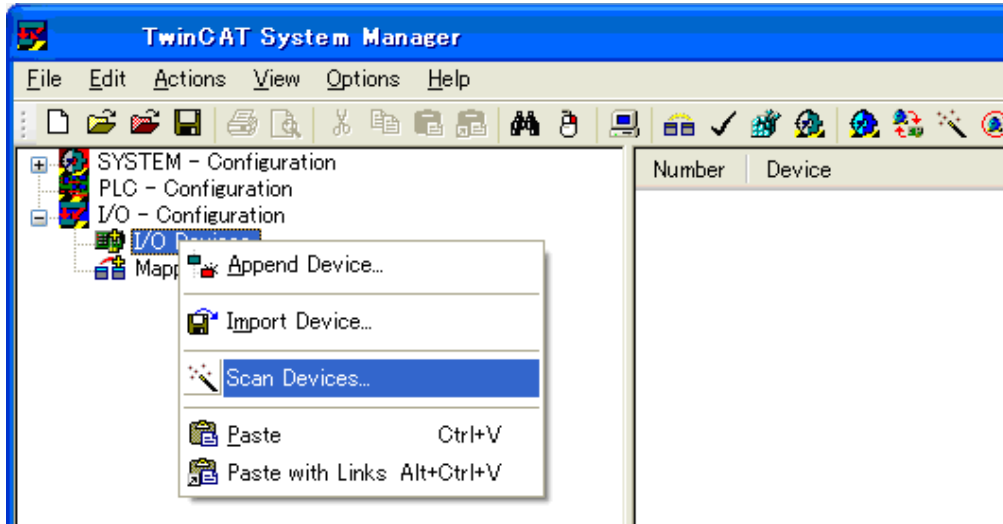 TwinCAT System Manager
File Edit Actions View Options Help
SYSTEM - Configuration
PLC - Configuration
I/O - Configuration
I/O Devices
Number Device
Append Device...
Import Device...
Scan Devices...
Paste Ctrl+V
Paste with Links Alt+Ctrl+V